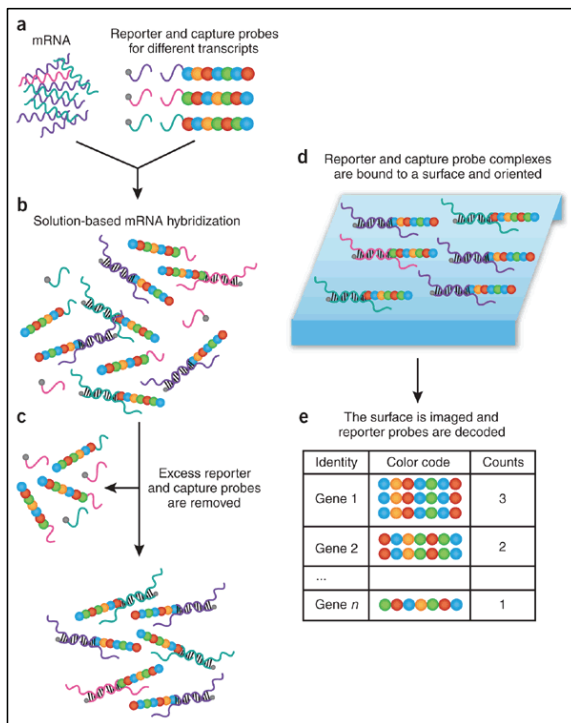 a
mRNA
Reporter and capture probes
for different transcripts
b
Solution-based mRNA hybridization
c
Excess reporter
and capture probes
are removed
d
Reporter and capture probe complexes
are bound to a surface and oriented
e
The surface is imaged and
reporter probes are decoded
Identity Color code Counts
Gene 1 3
Gene 2 2
...
Gene n 1